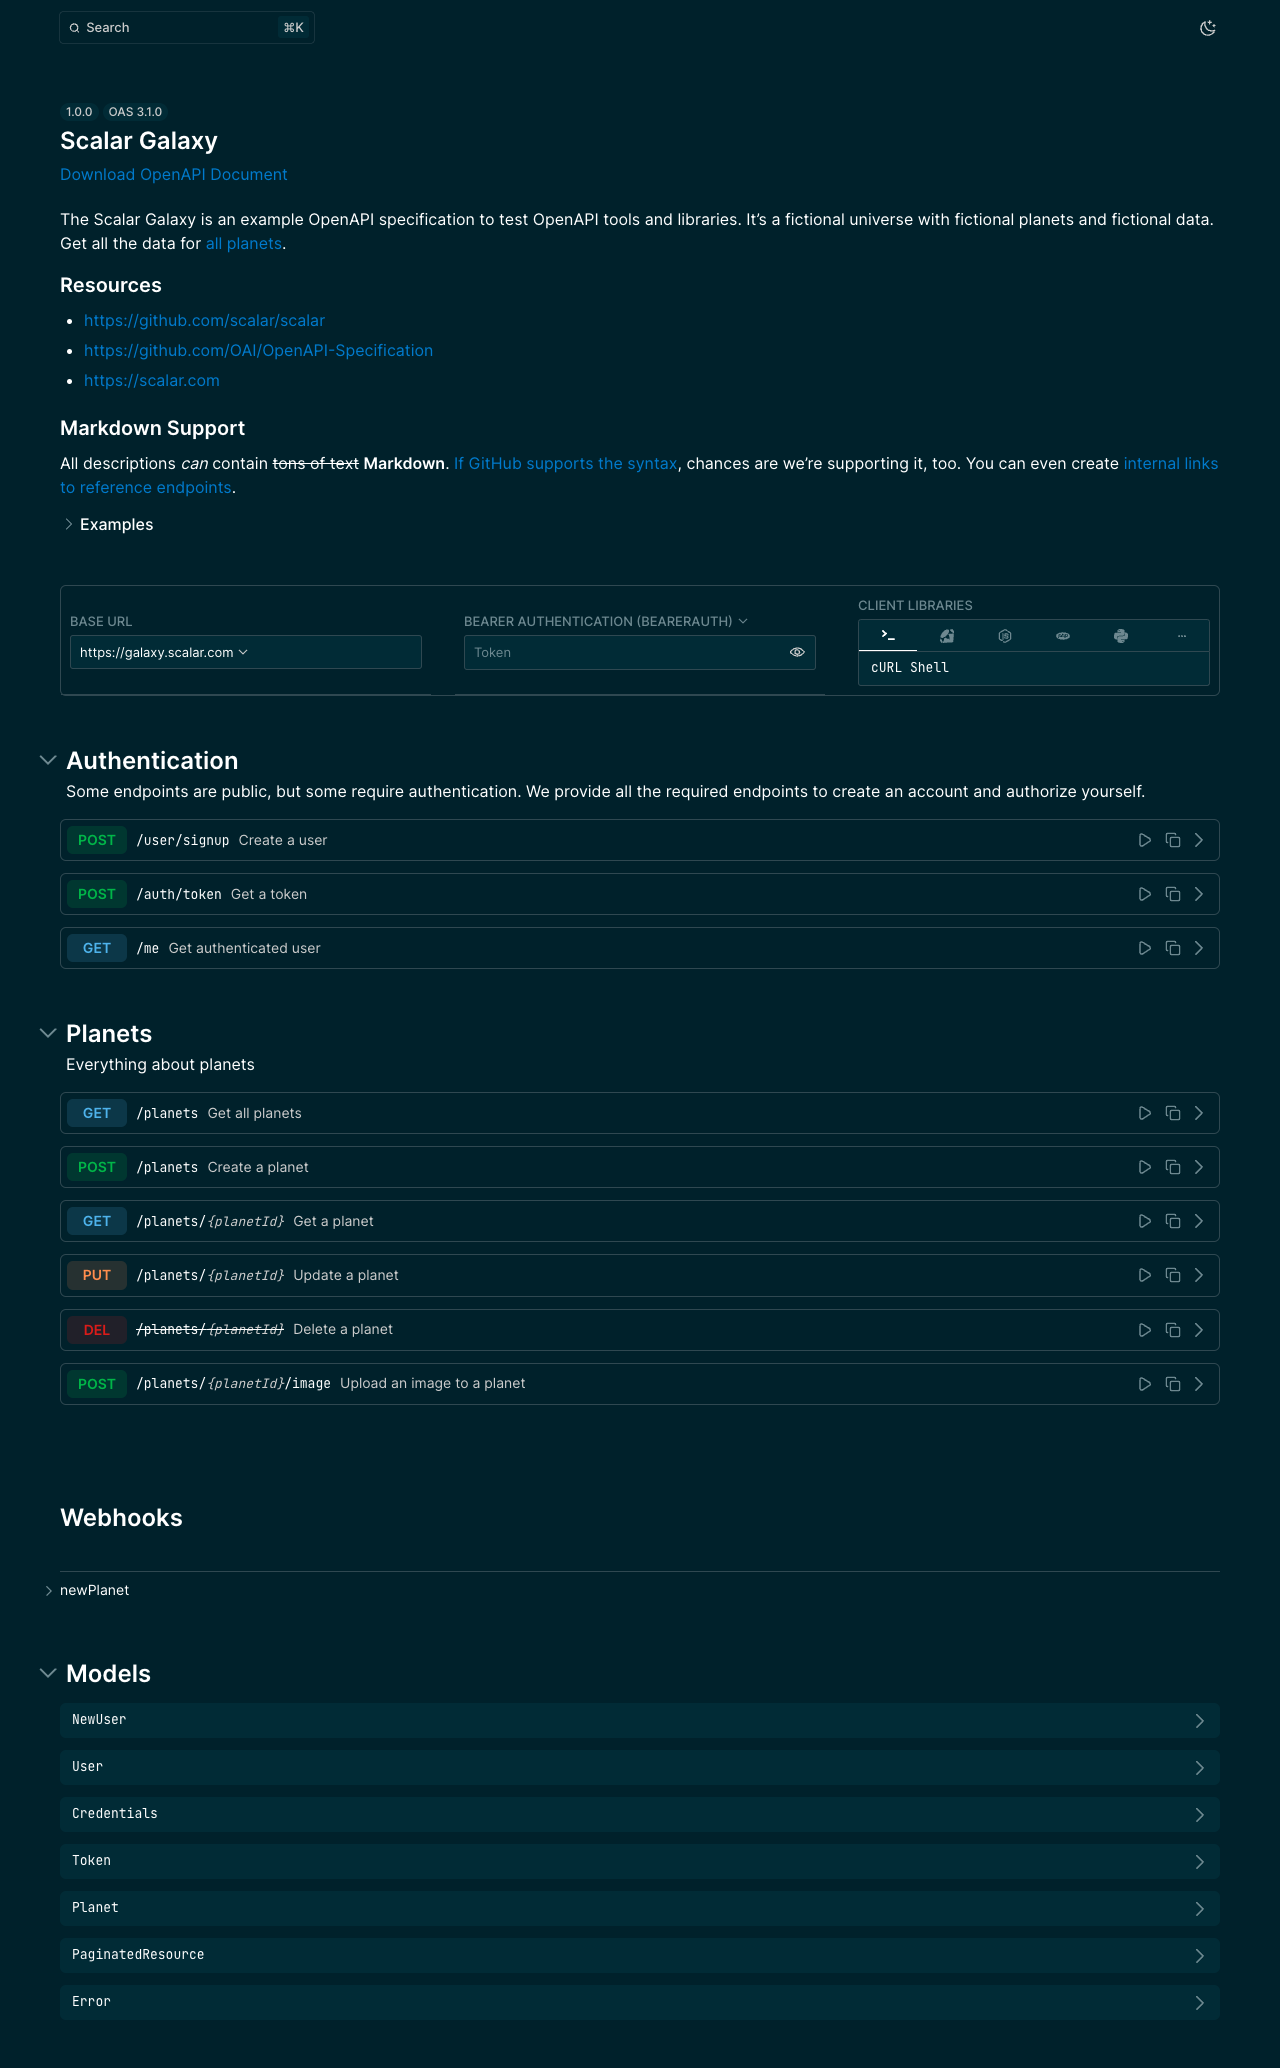 Search ⌘K
1.0.0 OAS 3.1.0
Scalar Galaxy
Download OpenAPI Document
The Scalar Galaxy is an example OpenAPI specification to test OpenAPI tools and libraries. It’s a fictional universe with fictional planets and fictional data.
Get all the data for all planets.
Resources
• https://github.com/scalar/scalar
• https://github.com/OAI/OpenAPI-Specification
• https://scalar.com
Markdown Support
All descriptions can contain tons of text Markdown. If GitHub supports the syntax, chances are we’re supporting it, too. You can even create internal links
to reference endpoints.
Examples
BASE URL
https://galaxy.scalar.com
BEARER AUTHENTICATION (BEARERAUTH)
Token
CLIENT LIBRARIES
JS
php
...
cURL Shell
Authentication
Some endpoints are public, but some require authentication. We provide all the required endpoints to create an account and authorize yourself.
POST /user/signup Create a user
POST /auth/token Get a token
GET /me Get authenticated user
Planets
Everything about planets
GET /planets Get all planets
POST /planets Create a planet
GET /planets/{planetId} Get a planet
PUT /planets/{planetId} Update a planet
DEL /planets/{planetId} Delete a planet
POST /planets/{planetId}/image Upload an image to a planet
Webhooks
newPlanet
Models
NewUser
User
Credentials
Token
Planet
PaginatedResource
Error